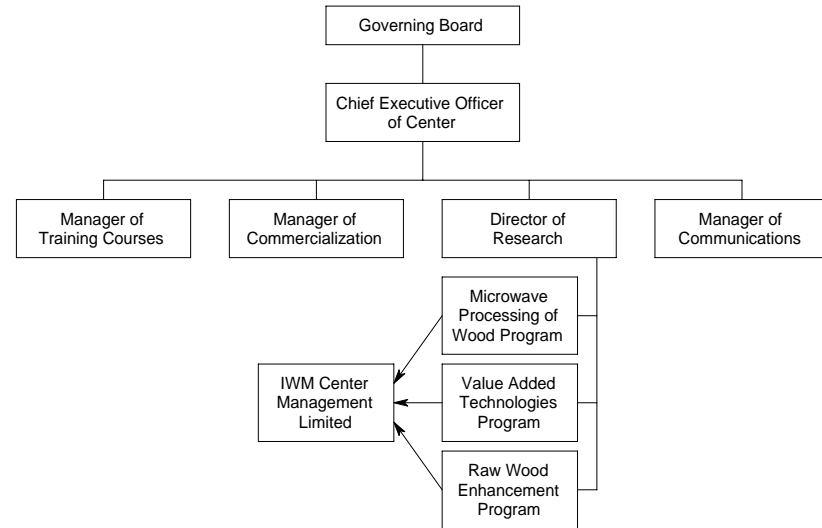 Governing Board
Chief Executive Officer
of Center
Manager of
Training Courses
Manager of
Commercialization
Director of
Research
Manager of
Communications
Microwave
Processing of
Wood Program
IWM Center
Management
Limited
Value Added
Technologies
Program
Raw Wood
Enhancement
Program